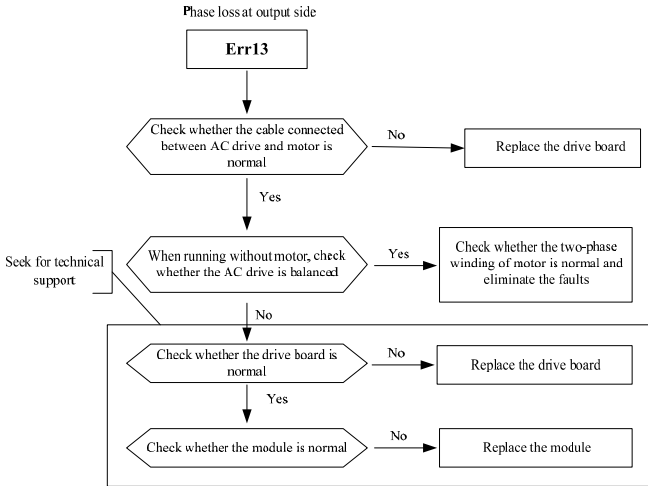 Phase loss at output side
Err13
Check whether the cable connected
between AC drive and motor is
normal
No
Replace the drive board
Yes
When running without motor, check
whether the AC drive is balanced
Yes
Check whether the two-phase
winding of motor is normal and
eliminate the faults
Seek for technical
support
No
Check whether the drive board is
normal
No
Replace the drive board
Yes
Check whether the module is normal
No
Replace the module